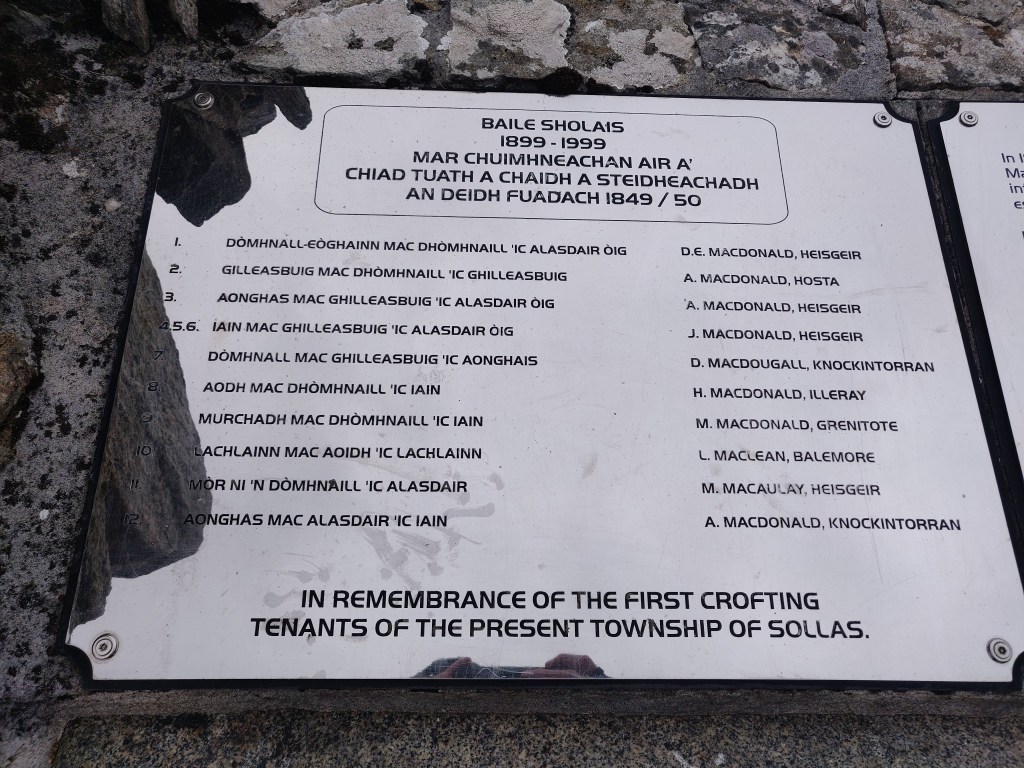 BAILE SHOLAIS
1899 - 1999
MAR CHUIMHNEACHAN AIR A'
CHIAD TUATH A CHAIDH A STEIDHEACHADH
AN DEIDH FUADACH 1849 / 50
1. DÒMHNALL-EÒGHAINN MAC DHÒMHNAILL 'IC ALASDAIR ÒIG D.E. MACDONALD, HEISGEIR
2. GILLEASBUIG MAC DHÒMHNAILL 'IC GHILLEASBUIG A. MACDONALD, HOSTA
3. AONGHAS MAC GHILLEASBUIG 'IC ALASDAIR ÒIG A. MACDONALD, HEISGEIR
4.5.6. IAIN MAC GHILLEASBUIG 'IC ALASDAIR ÒIG J. MACDONALD, HEISGEIR
7 DÒMHNALL MAC GHILLEASBUIG 'IC AONGHAIS D. MACDOUGALL, KNOCKINTORRAN
8 AODH MAC DHÒMHNAILL 'IC IAIN H. MACDONALD, ILLERAY
9 MURCHADH MAC DHÒMHNAILL 'IC IAIN M. MACDONALD, GRENITOTE
10 LACHLAINN MAC AOIDH 'IC LACHLAINN L. MACLEAN, BALEMORE
11 MÒR NI 'N DÒMHNAILL 'IC ALASDAIR M. MACAULAY, HEISGEIR
12 AONGHAS MAC ALASDAIR 'IC IAIN A. MACDONALD, KNOCKINTORRAN
IN REMEMBRANCE OF THE FIRST CROFTING
TENANTS OF THE PRESENT TOWNSHIP OF SOLLAS.
In